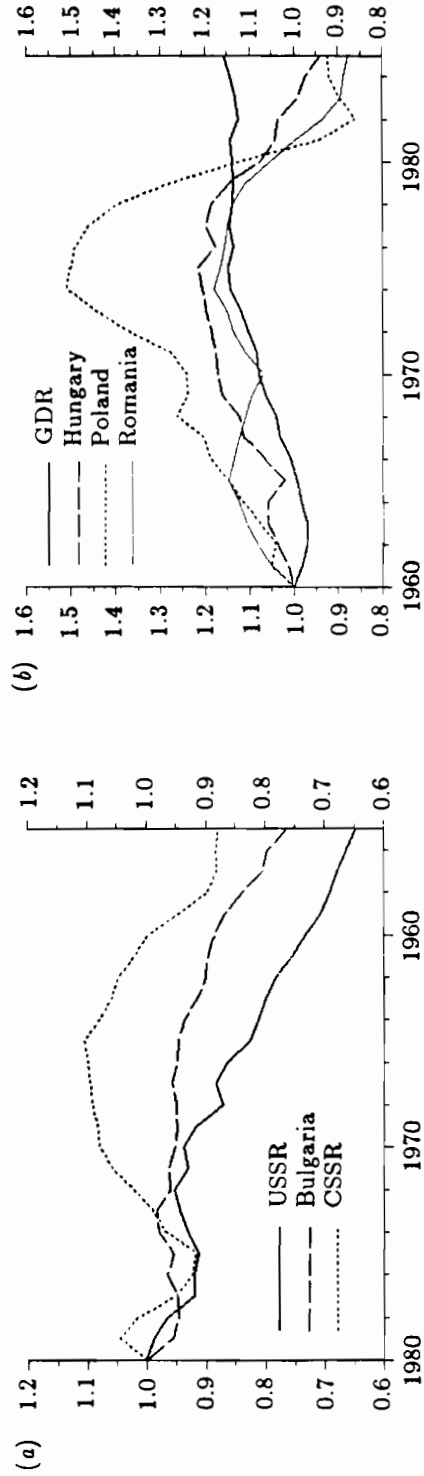 (a)
1.2 1.2
1.1 1.1
1.0 1.0
0.9 0.9
0.8 0.8
0.7 0.7
0.6 0.6
USSR
Bulgaria
CSSR
1980 1970 1960
(b)
1.6 1.6
1.5 1.5
1.4 1.4
1.3 1.3
1.2 1.2
1.1 1.1
1.0 1.0
0.9 0.9
0.8 0.8
GDR
Hungary
Poland
Romania
1960 1970 1980